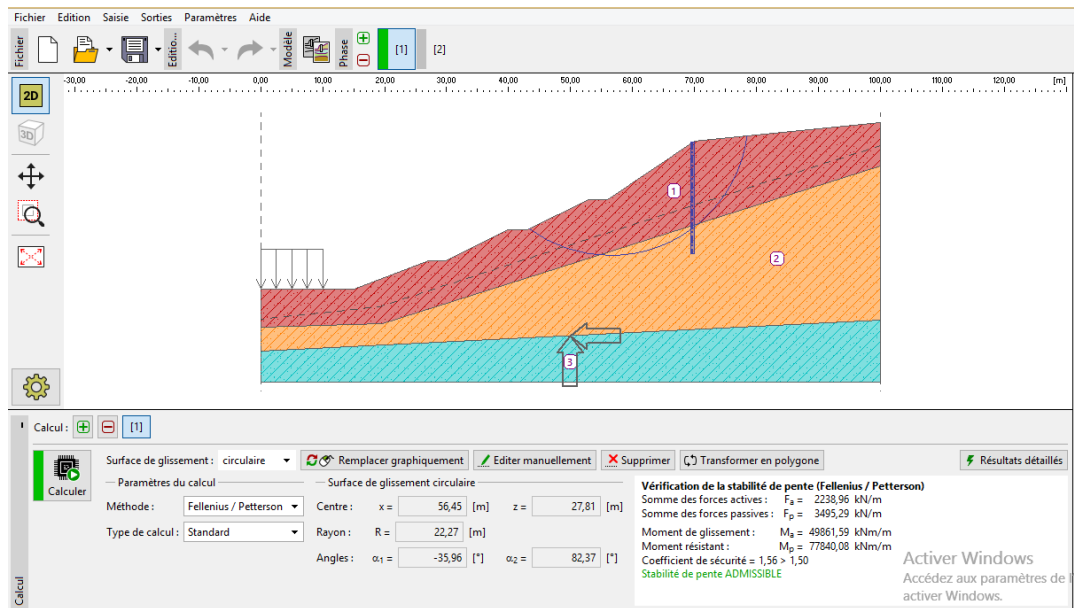 Fichier Edition Saisie Sorties Paramètres Aide
Fichier Editio... Modèle Phase [1] [2]
-30,00 -20,00 -10,00 0,00 10,00 20,00 30,00 40,00 50,00 60,00 70,00 80,00 90,00 100,00 110,00 120,00 [m]
2D
3D
1
2
3
Calcul : [1]
Calculer
Surface de glissement : circulaire Remplacer graphiquement Editer manuellement Supprimer Transformer en polygone Résultats détaillés
Paramètres du calcul
Méthode : Fellenius / Petterson
Type de calcul : Standard
Surface de glissement circulaire
Centre : x = 56,45 [m] z = 27,81 [m]
Rayon : R = 22,27 [m]
Angles : α1 = -35,96 [°] α2 = 82,37 [°]
Vérification de la stabilité de pente (Fellenius / Petterson)
Somme des forces actives : Fa = 2238,96 kN/m
Somme des forces passives : Fp = 3495,29 kN/m
Moment de glissement : Ma = 49861,59 kNm/m
Moment résistant : Mp = 77840,08 kNm/m
Coefficient de sécurité = 1,56 > 1,50
Stabilité de pente ADMISSIBLE
Activer Windows
Accédez aux paramètres de
activer Windows.
Calcul